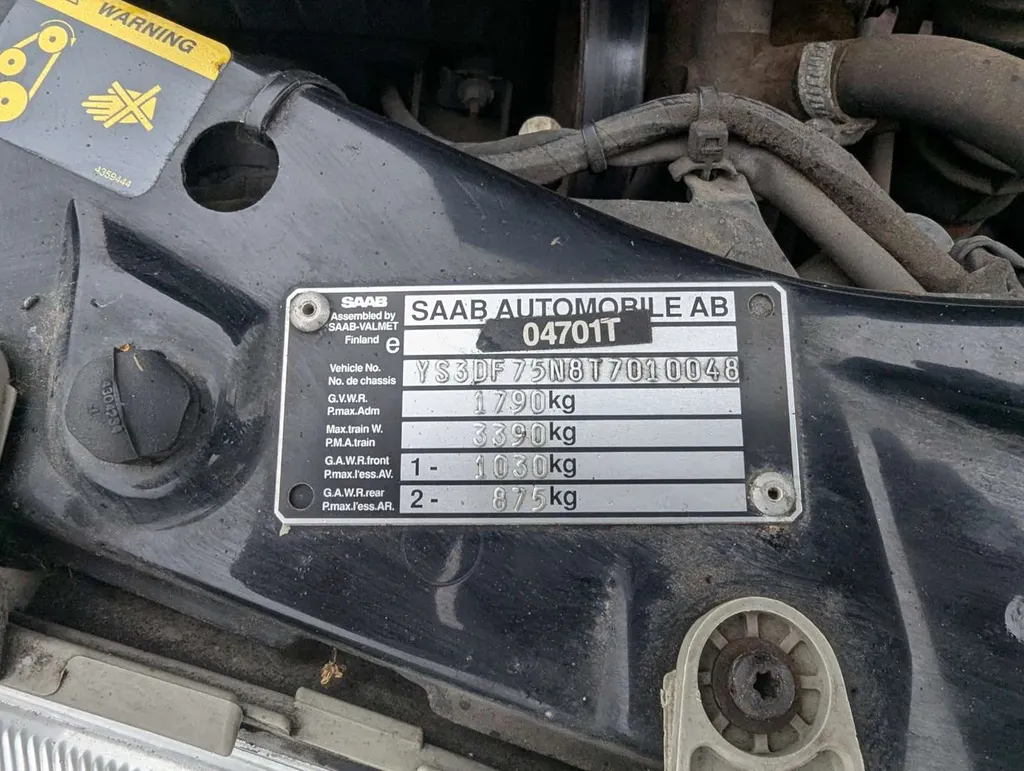 WARNING
4359444
SAAB
Assembled by
SAAB-VALMET
Finland
e
SAAB AUTOMOBILE AB
04701T
Vehicle No.
No. de chassis
YS3DF75N8T7010048
G.V.W.R.
P.max.Adm
1790kg
Max.train W.
P.M.A.train
3390kg
G.A.W.R.front
P.max.l'ess.AV.
1 - 1030kg
G.A.W.R.rear
P.max.l'ess.AR.
2 - 875kg